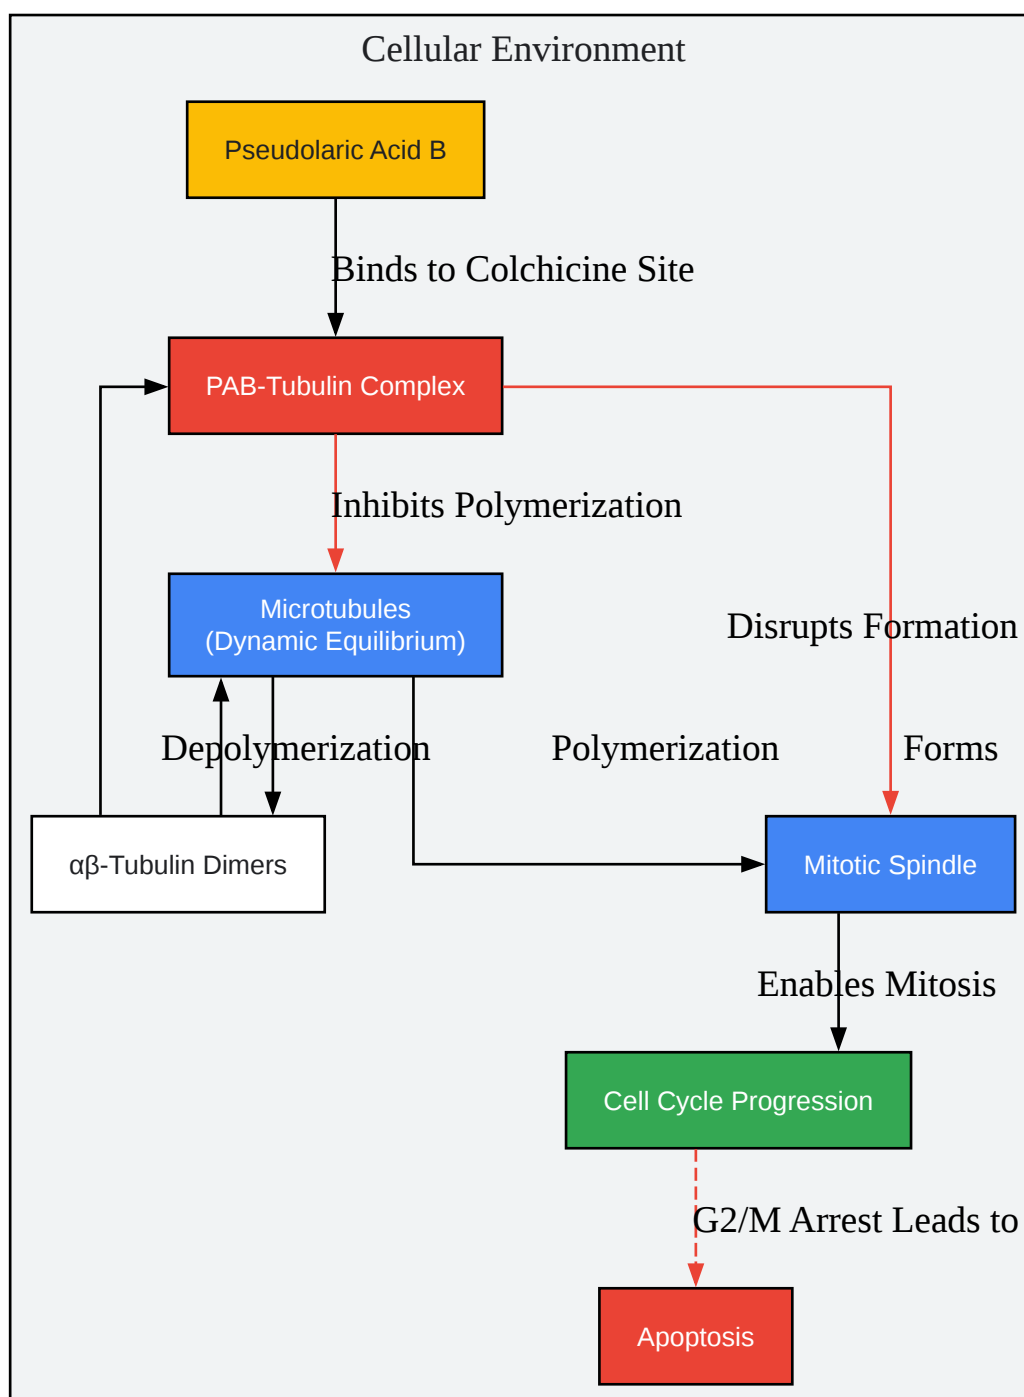 Cellular Environment
Pseudolaric Acid B
Binds to Colchicine Site
PAB-Tubulin Complex
Inhibits Polymerization
Microtubules
(Dynamic Equilibrium)
Disrupts Formation
Depolymerization
Polymerization
Forms
αβ-Tubulin Dimers
Mitotic Spindle
Enables Mitosis
Cell Cycle Progression
G2/M Arrest Leads to
Apoptosis